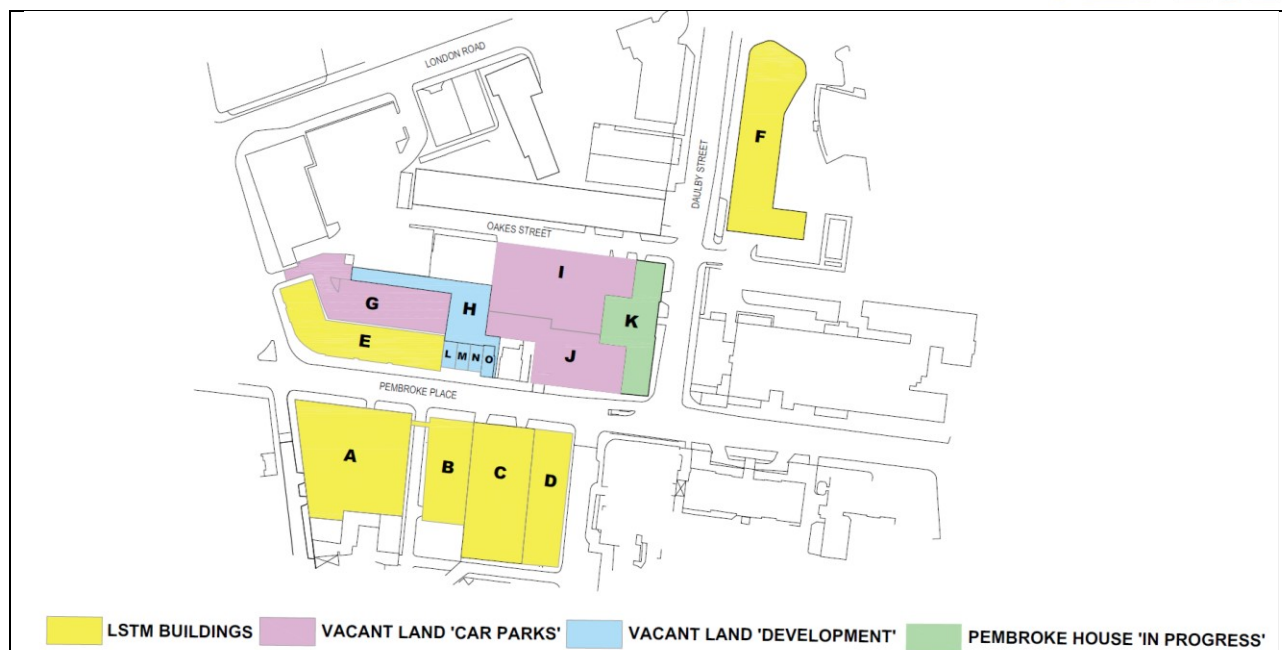 LONDON ROAD
F
DAULBY STREET
OAKES STREET
I
G
H
K
E
L M N O
J
PEMBROKE PLACE
A
B
C
D
LSTM BUILDINGS
VACANT LAND 'CAR PARKS'
VACANT LAND 'DEVELOPMENT'
PEMBROKE HOUSE 'IN PROGRESS'